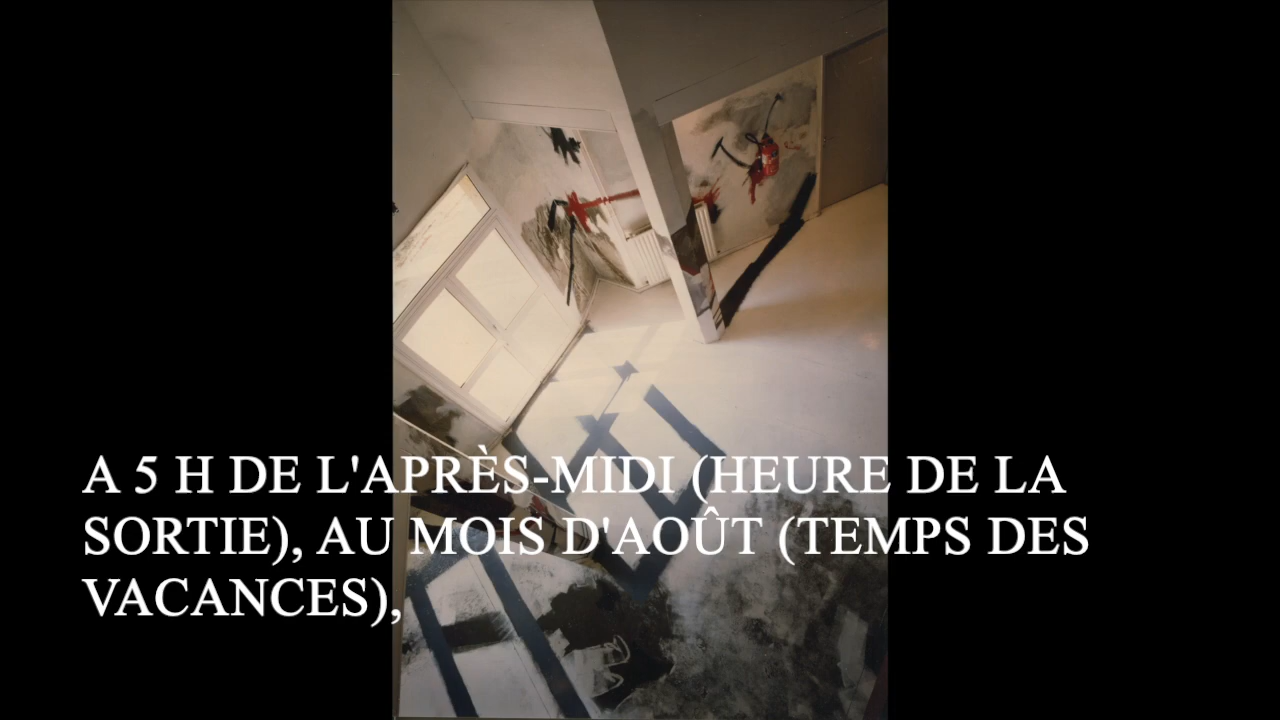 A 5 H DE L'APRÈS-MIDI (HEURE DE LA
SORTIE), AU MOIS D'AOÛT (TEMPS DES
VACANCES),